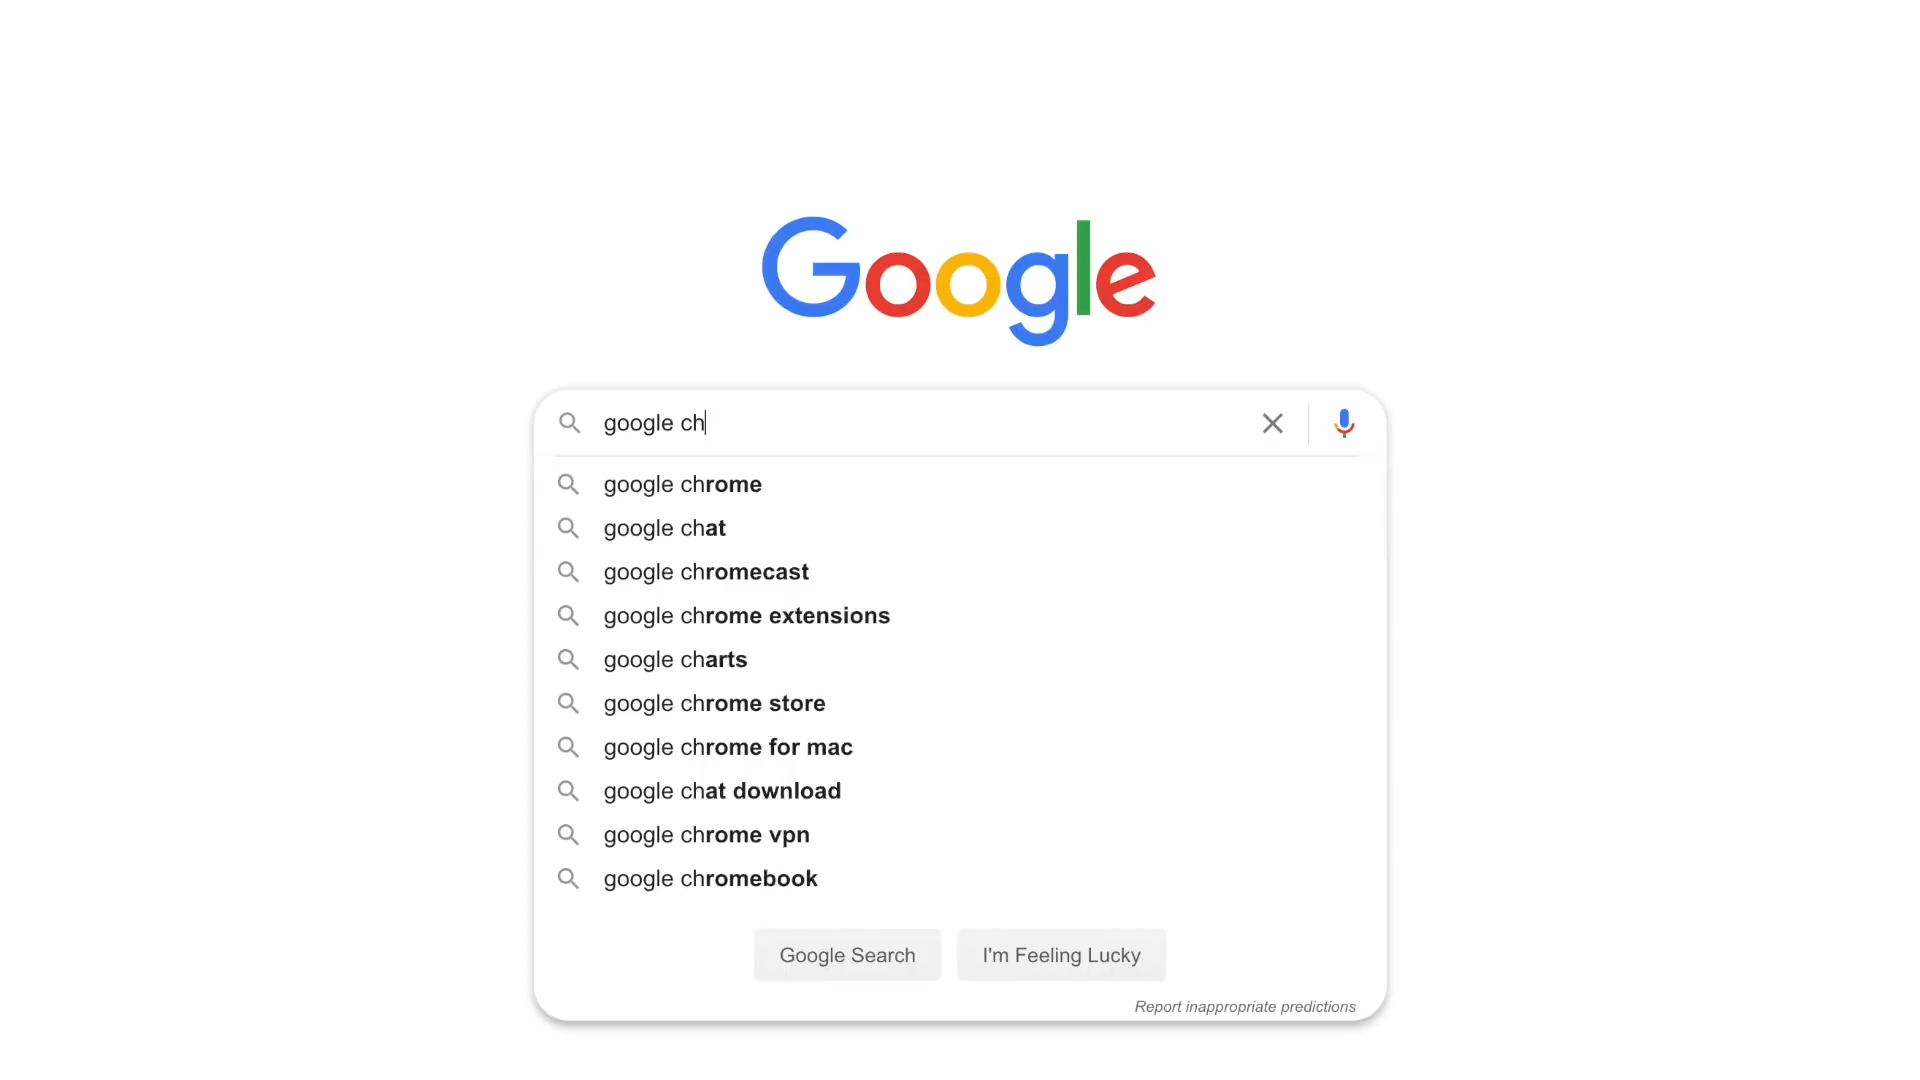 Google
google ch
google chrome
google chat
google chromecast
google chrome extensions
google charts
google chrome store
google chrome for mac
google chat download
google chrome vpn
google chromebook
Google Search
I'm Feeling Lucky
Report inappropriate predictions